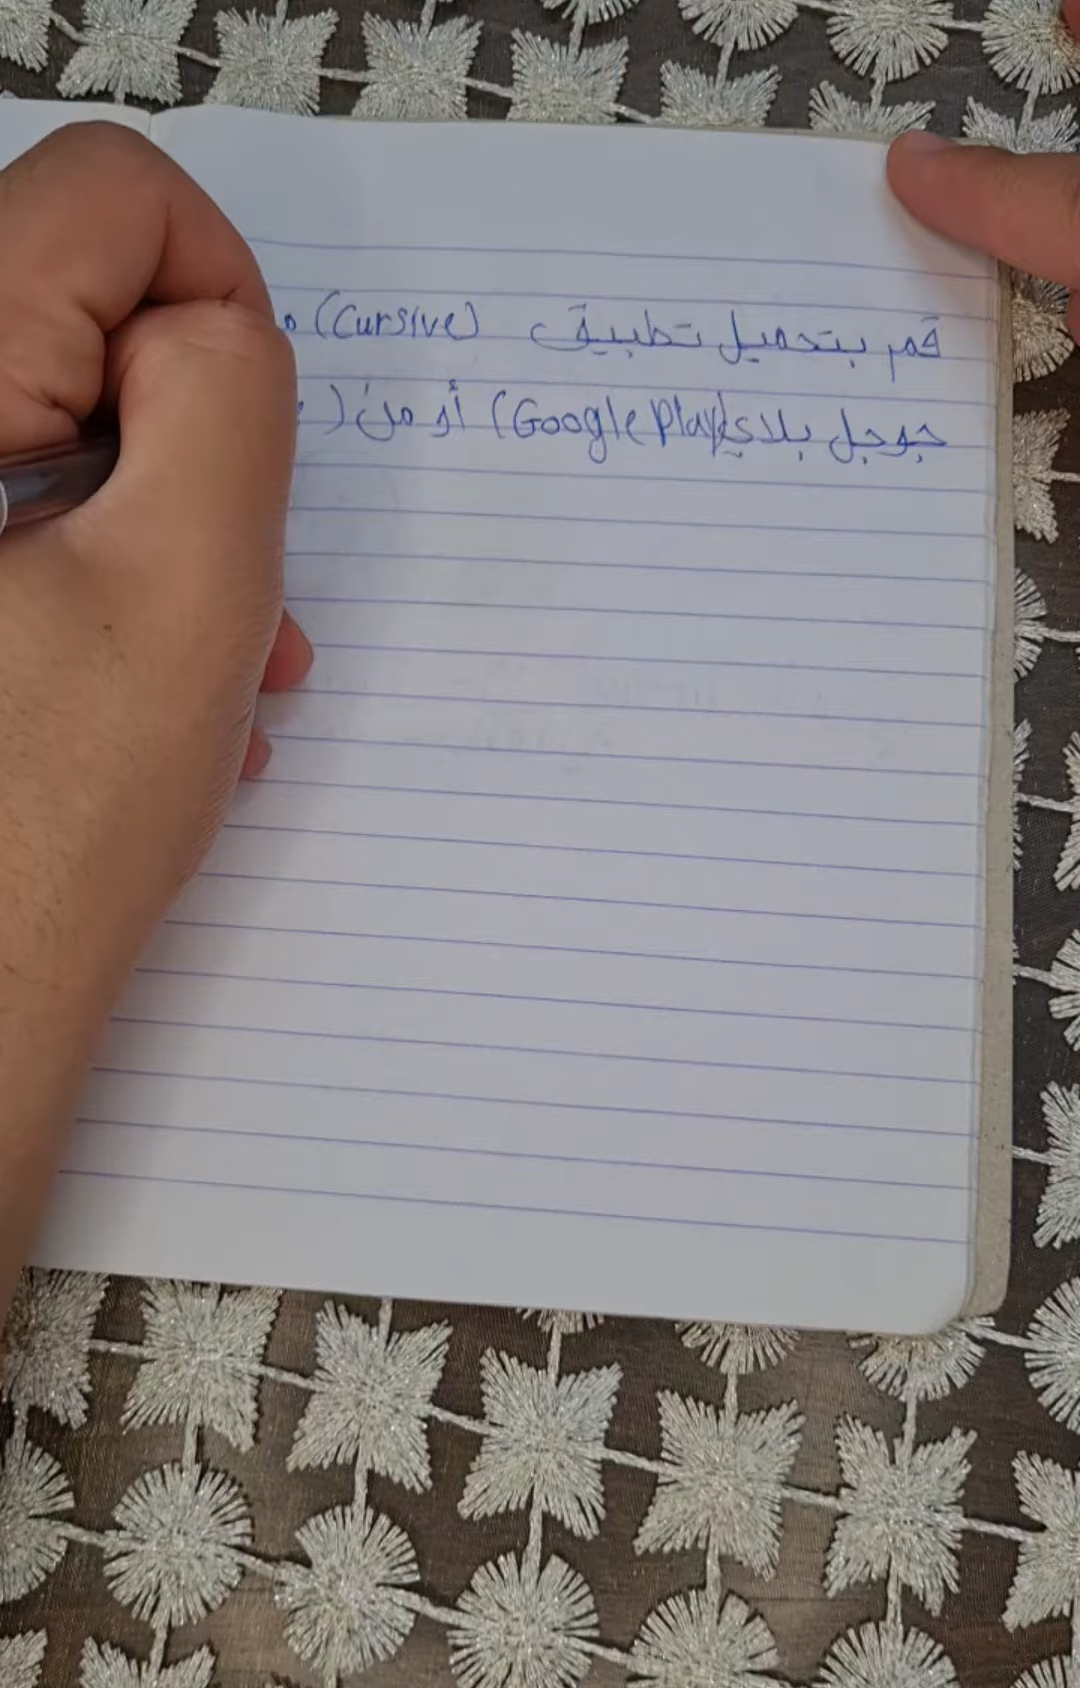 قم بتحميل تطبيق (Cursive)
جوجل بلاي (Google Play) أو من (